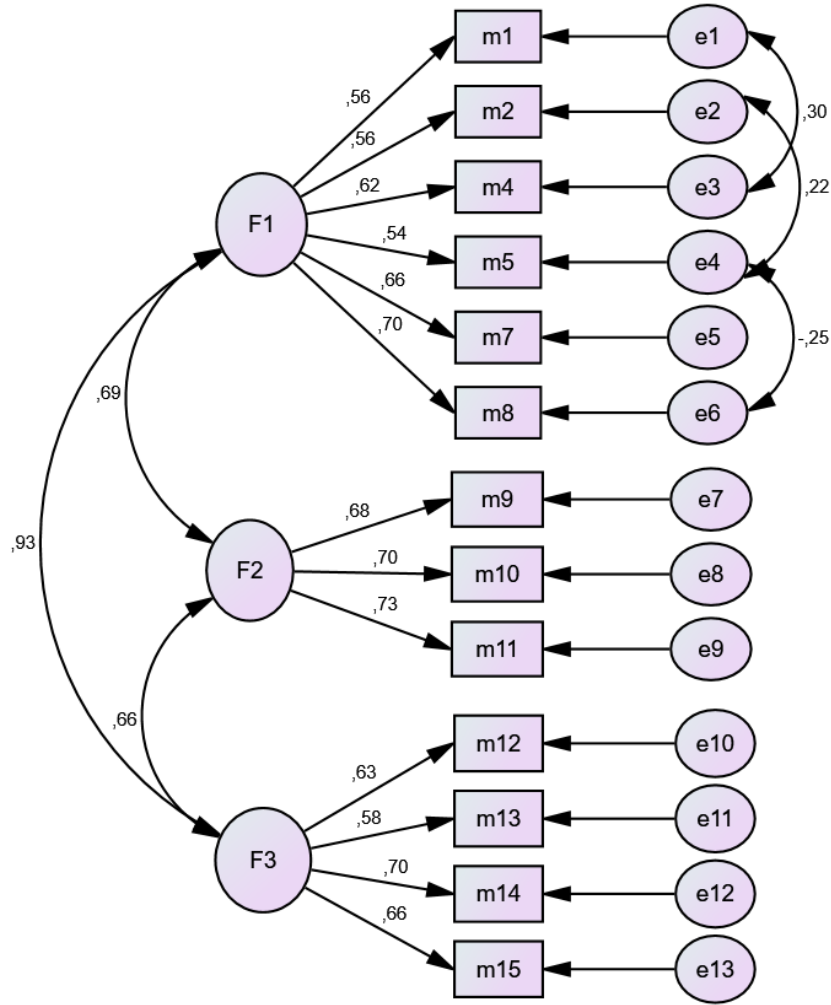 m1
e1
,56
,30
m2
e2
,56
m4
e3
,62
,22
F1
m5
e4
,54
m7
e5
,66
-,25
,70
m8
e6
,69
m9
e7
,68
,93
F2
m10
e8
,70
m11
e9
,73
,66
m12
e10
,63
m13
e11
,58
F3
m14
e12
,70
m15
e13
,66